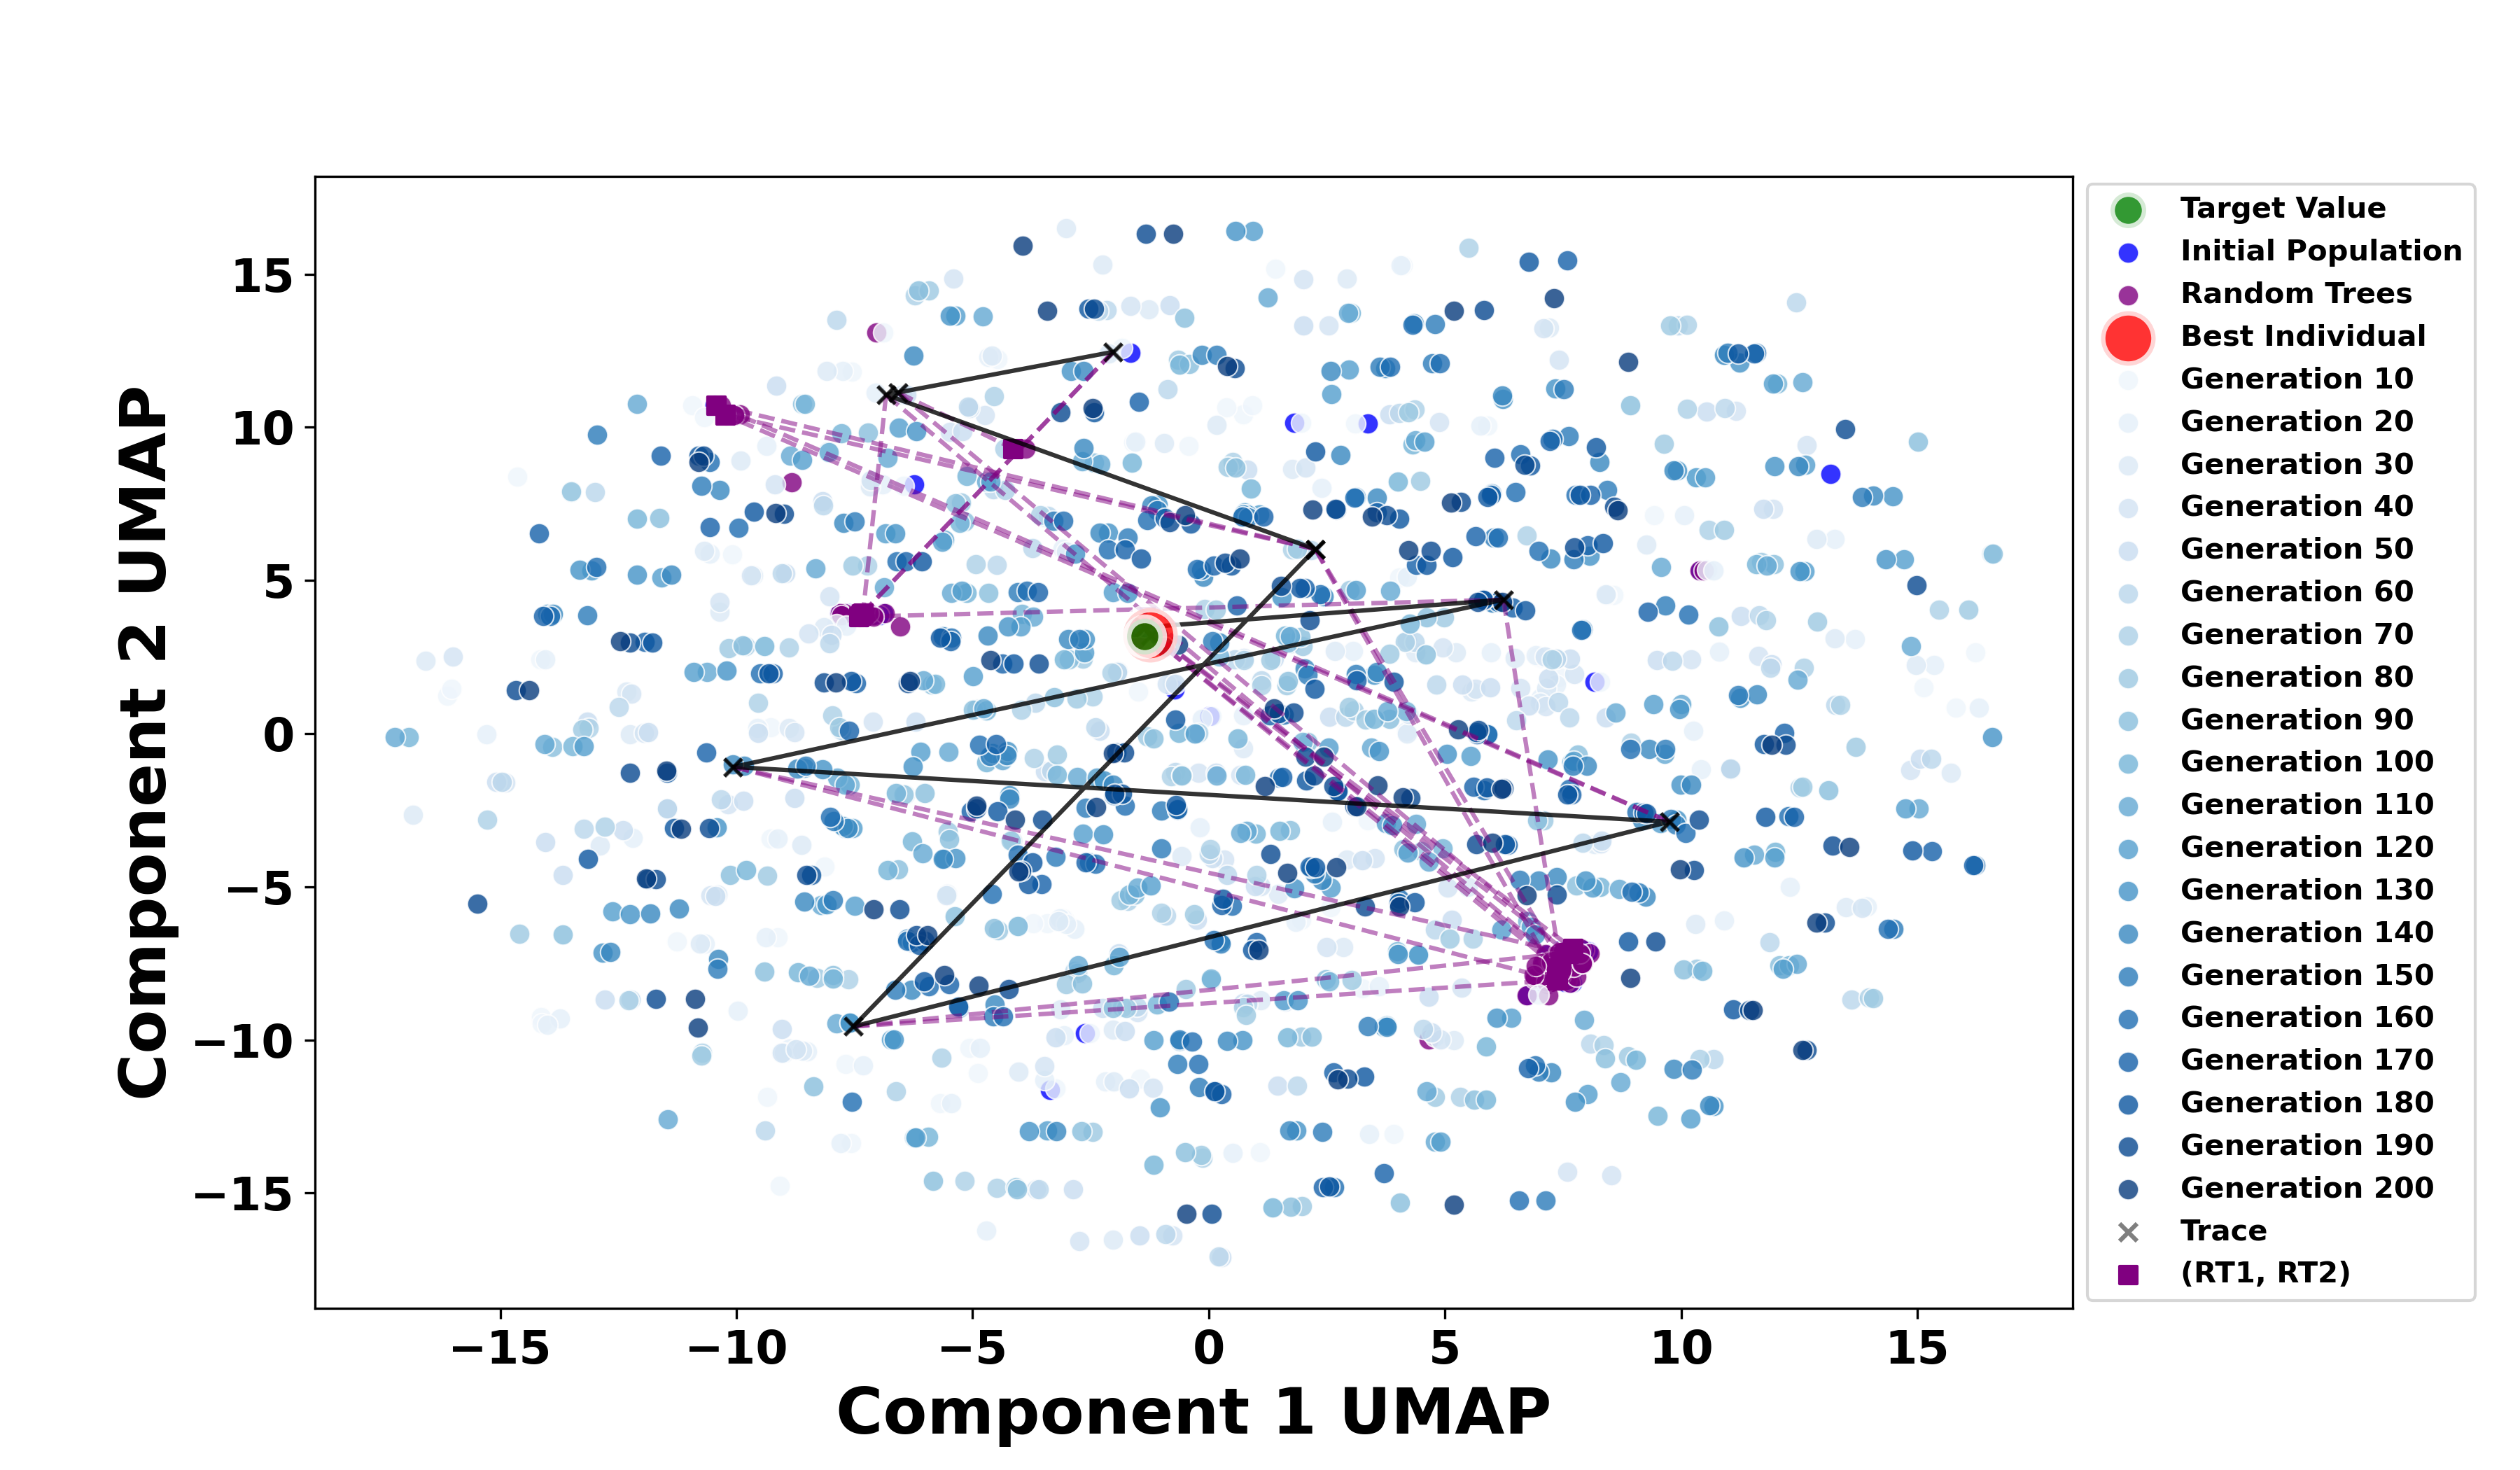 Component 2 UMAP
15
10
5
0
−5
−10
−15
−15
−10
−5
0
5
10
15
Component 1 UMAP
Target Value
Initial Population
Random Trees
Best Individual
Generation 10
Generation 20
Generation 30
Generation 40
Generation 50
Generation 60
Generation 70
Generation 80
Generation 90
Generation 100
Generation 110
Generation 120
Generation 130
Generation 140
Generation 150
Generation 160
Generation 170
Generation 180
Generation 190
Generation 200
Trace
(RT1, RT2)